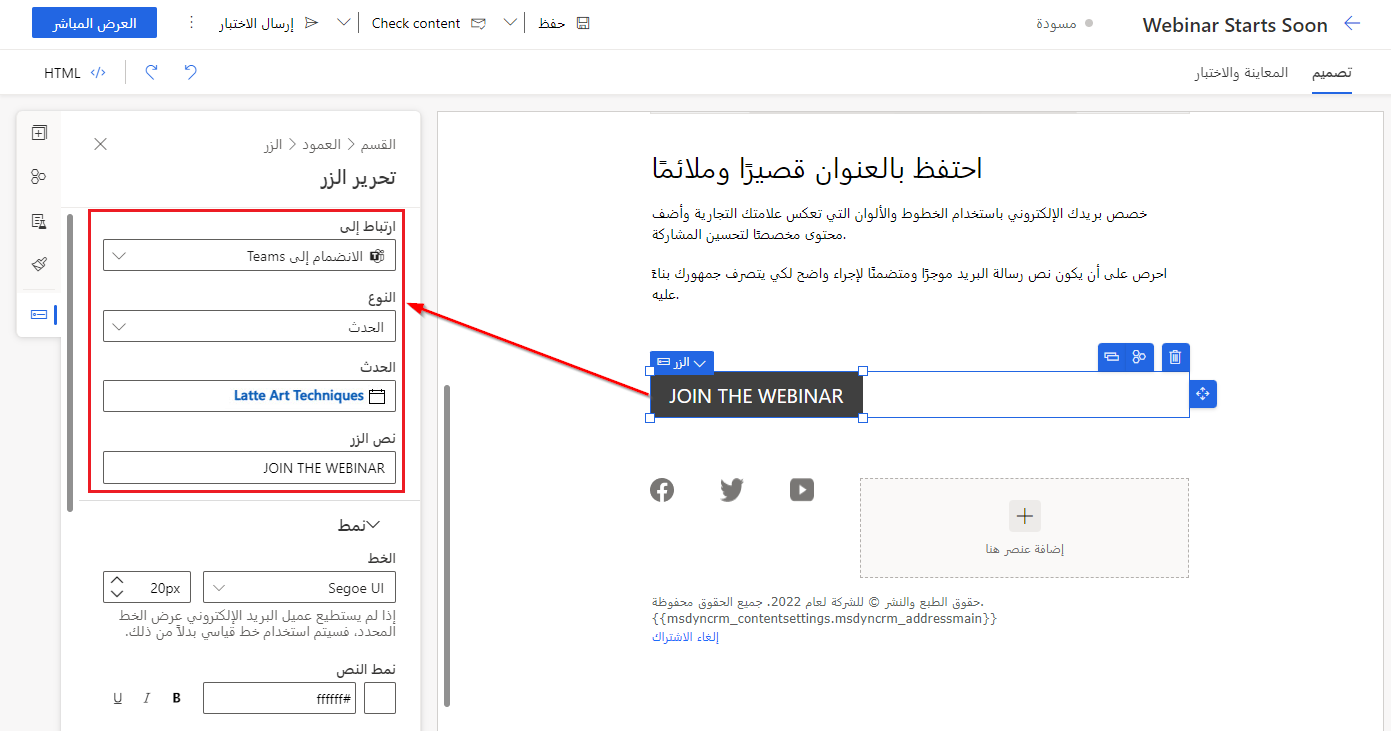 Webinar Starts Soon
مسودة
حفظ
Check content
إرسال الاختبار
العرض المباشر
تصميم
المعاينة والاختبار
HTML
احتفظ بالعنوان قصيرًا وملائمًا
خصص بريدك الإلكتروني باستخدام الخطوط والألوان التي تعكس علامتك التجارية وأضف
محتوى مخصصًا لتحسين المشاركة.
احرص على أن يكون نص رسالة البريد موجزًا ومتضمنًا لإجراء واضح لكي يتصرف جمهورك بناءً
عليه.
الزر
JOIN THE WEBINAR
إضافة عنصر هنا
حقوق الطبع والنشر © للشركة لعام 2022. جميع الحقوق محفوظة.
{{msdyncrm_contentsettings.msdyncrm_addressmain}}
إلغاء الاشتراك
القسم > العمود > الزر
تحرير الزر
ارتباط إلى
الانضمام إلى Teams
النوع
الحدث
الحدث
Latte Art Techniques
نص الزر
JOIN THE WEBINAR
نمط
الخط
Segoe UI
20px
إذا لم يستطيع عميل البريد الإلكتروني عرض الخط
المحدد، فسيتم استخدام خط قياسي بدلاً من ذلك.
نمط النص
#ffffff
B I U